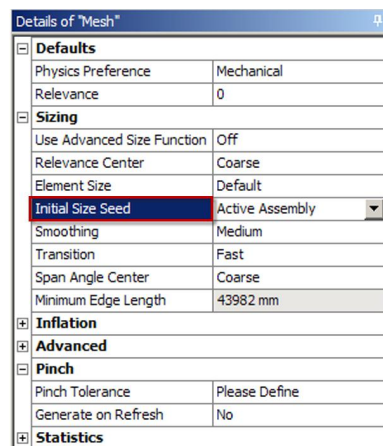 Details of "Mesh"
Defaults
Physics Preference Mechanical
Relevance 0
Sizing
Use Advanced Size Function Off
Relevance Center Coarse
Element Size Default
Initial Size Seed Active Assembly
Smoothing Medium
Transition Fast
Span Angle Center Coarse
Minimum Edge Length 43982 mm
Inflation
Advanced
Pinch
Pinch Tolerance Please Define
Generate on Refresh No
Statistics